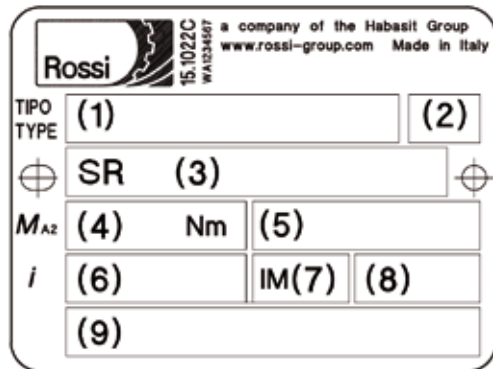 Rossi
15.1022C
WA1234567
a company of the Habasit Group
www.rossi-group.com Made in Italy
TIPO
TYPE
(1)
(2)
SR (3)
MA2 (4) Nm (5)
i (6) IM(7) (8)
(9)